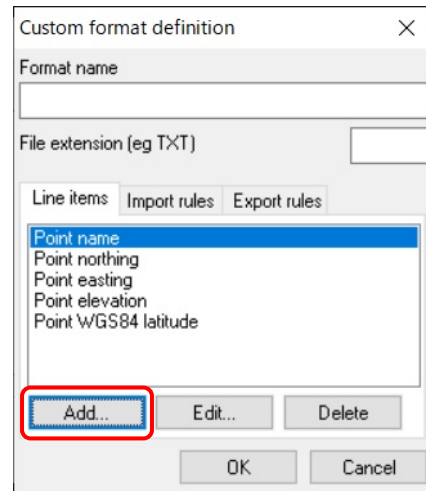 Custom format definition
Format name
File extension (eg TXT)
Line items Import rules Export rules
Point name
Point northing
Point easting
Point elevation
Point WGS84 latitude
Add... Edit... Delete
OK Cancel